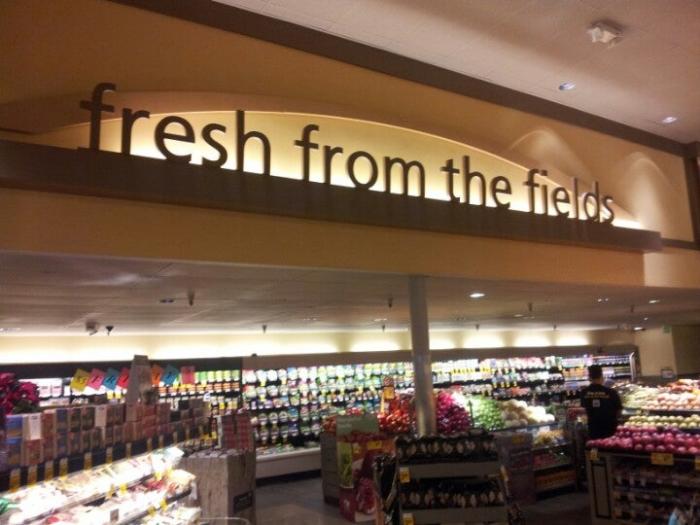 fresh from the fields